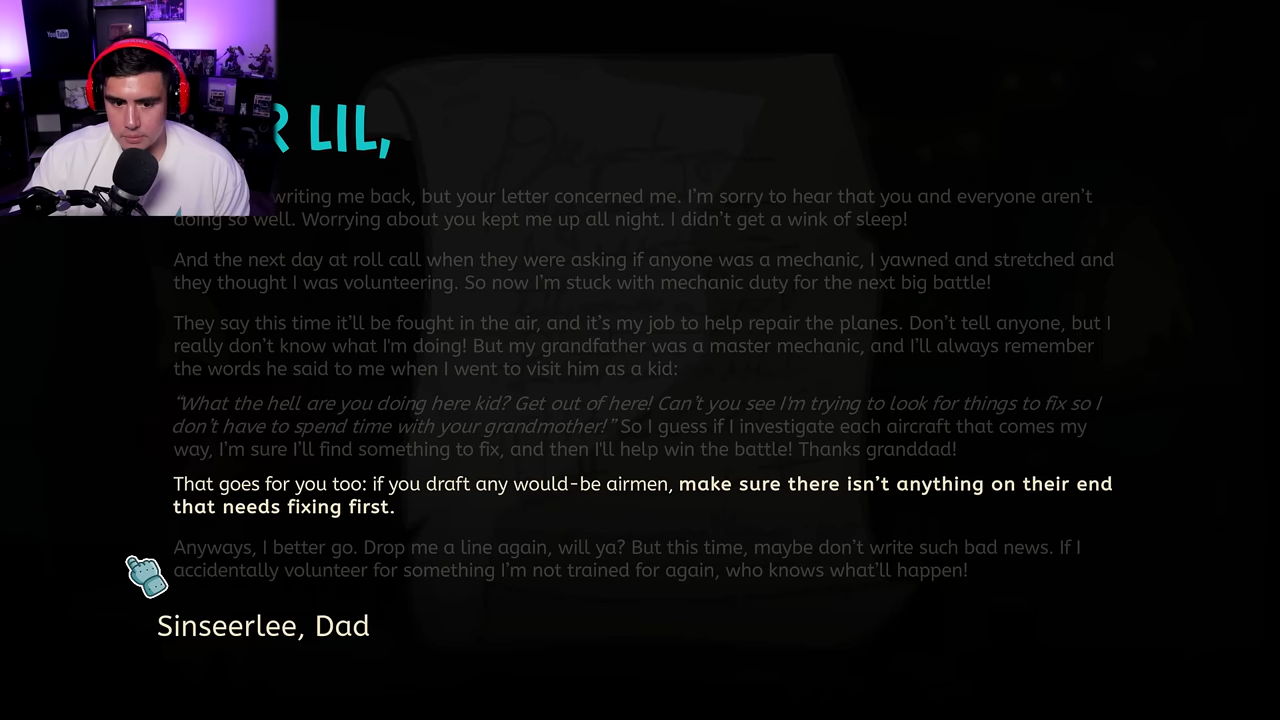 YouTube
R LIL,
writing me back, but your letter concerned me. I'm sorry to hear that you and everyone aren't
doing so well. Worrying about you kept me up all night. I didn't get a wink of sleep!
And the next day at roll call when they were asking if anyone was a mechanic, I yawned and stretched and
they thought I was volunteering. So now I'm stuck with mechanic duty for the next big battle!
They say this time it'll be fought in the air, and it's my job to help repair the planes. Don't tell anyone, but I
really don't know what I'm doing! But my grandfather was a master mechanic, and I'll always remember
the words he said to me when I went to visit him as a kid:
“What the hell are you doing here kid? Get out of here! Can't you see I'm trying to look for things to fix so I
don't have to spend time with your grandmother!” So I guess if I investigate each aircraft that comes my
way, I'm sure I'll find something to fix, and then I'll help win the battle! Thanks granddad!
That goes for you too: if you draft any would-be airmen, make sure there isn't anything on their end
that needs fixing first.
Anyways, I better go. Drop me a line again, will ya? But this time, maybe don't write such bad news. If I
accidentally volunteer for something I'm not trained for again, who knows what'll happen!
Sinseerlee, Dad